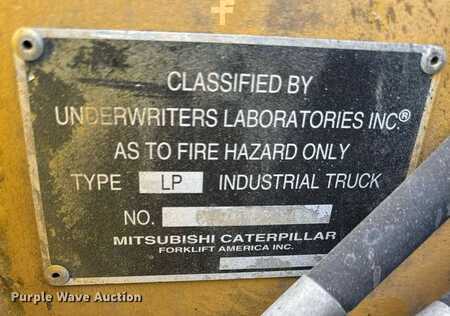 CLASSIFIED BY
UNDERWRITERS LABORATORIES INC.®
AS TO FIRE HAZARD ONLY
TYPE LP INDUSTRIAL TRUCK
NO.
MITSUBISHI CATERPILLAR
FORKLIFT AMERICA INC.
Purple Wave Auction